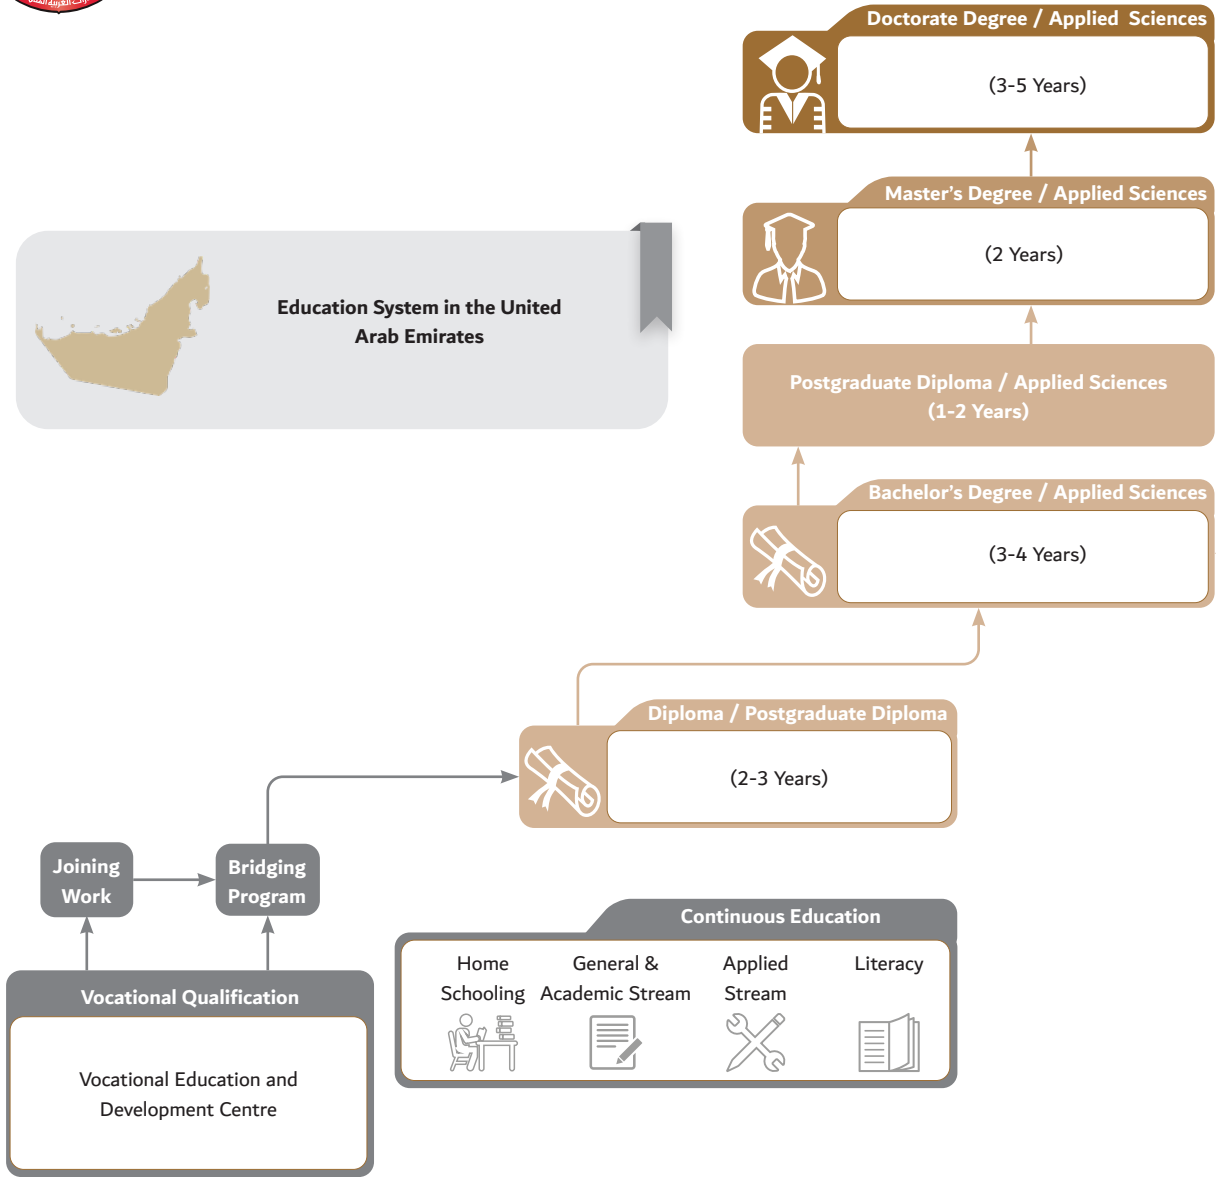 Doctorate Degree / Applied Sciences
(3-5 Years)
Master's Degree / Applied Sciences
(2 Years)
Education System in the United
Arab Emirates
Postgraduate Diploma / Applied Sciences
(1-2 Years)
Bachelor's Degree / Applied Sciences
(3-4 Years)
Diploma / Postgraduate Diploma
(2-3 Years)
Joining
Work
Bridging
Program
Continuous Education
Home
Schooling
General &
Academic Stream
Applied
Stream
Literacy
Vocational Qualification
Vocational Education and
Development Centre